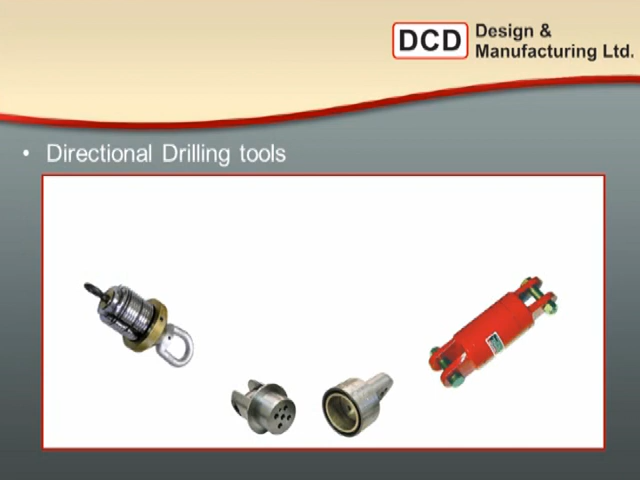 DCD
Design &
Manufacturing Ltd.
• Directional Drilling tools